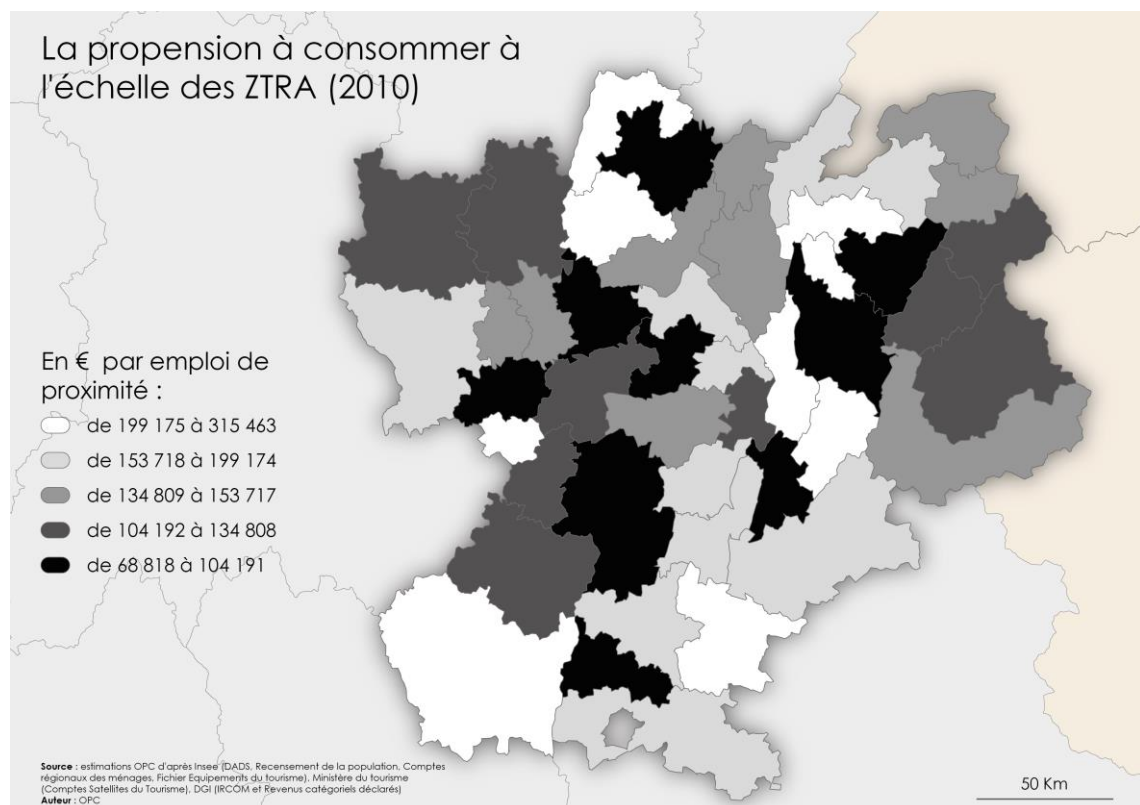 La propension à consommer à
l'échelle des ZTRA (2010)
En € par emploi de
proximité :
de 199 175 à 315 463
de 153 718 à 199 174
de 134 809 à 153 717
de 104 192 à 134 808
de 68 818 à 104 191
Source : estimations OPC d'après Insee (DADS, Recensement de la population, Comptes
régionaux des ménages, Fichier Equipements du tourisme), Ministère du tourisme
(Comptes Satellites du Tourisme), DGI (IRCOM et Revenus catégoriels déclarés)
Auteur : OPC
50 Km